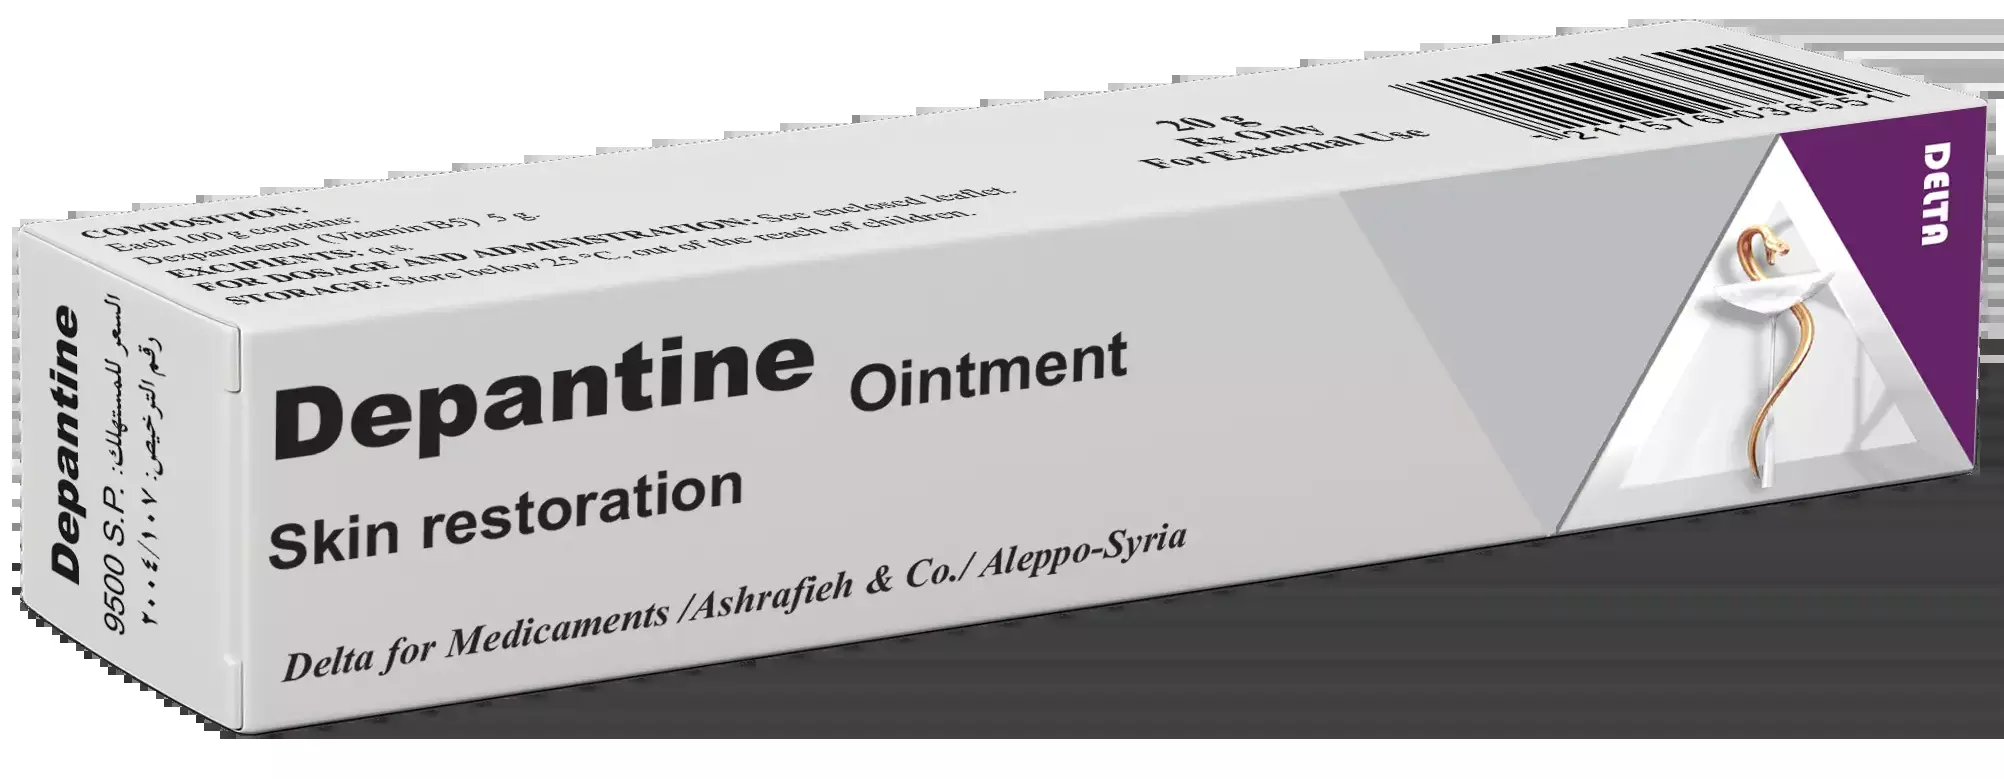 COMPOSITION:
Each 100 g contains:
Dexpanthenol (Vitamin B5) 5 g.
EXCIPIENTS: q.s.
FOR DOSAGE AND ADMINISTRATION: See enclosed leaflet.
STORAGE: Store below 25 °C, out of the reach of children.
20 g
Rx Only
For External Use
211576 036551
DELTA
Depantine Ointment
Skin restoration
Delta for Medicaments /Ashrafieh & Co./ Aleppo-Syria
Depantine
السعر للمستهلك: 9500 S.P.
رقم الترخيص: ٢٠٠٤/١٠٧